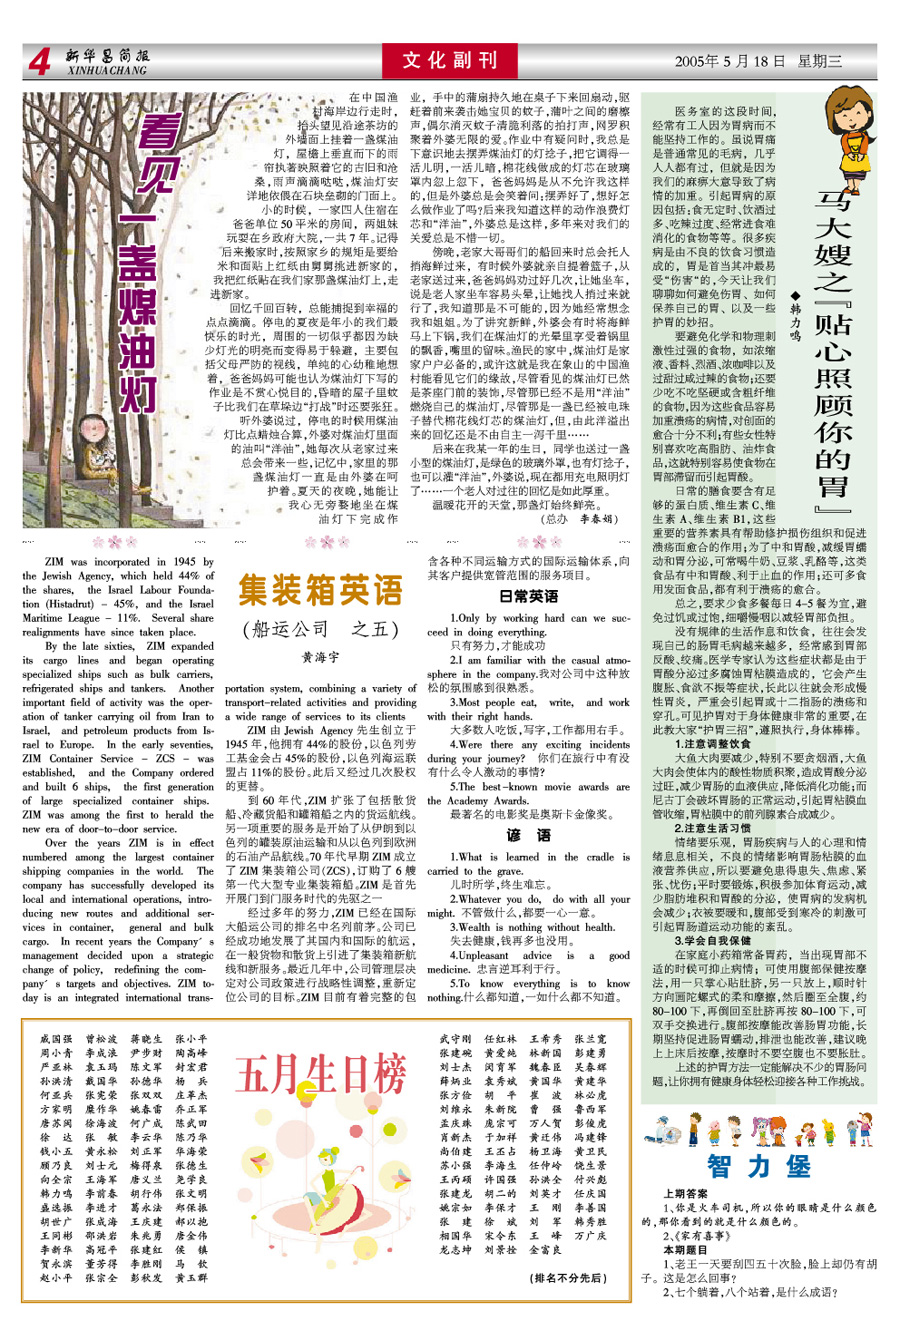 4
新华昌简报
XINHUACHANG
文化副刊
2005年 5 月 18 日 星期三
看见一盏煤油灯
在中国渔
村海岸边行走时，
抬头望见沿途茶坊的
外墙面上挂着一盏煤油
灯，屋檐上垂直而下的雨
帘执著映照着它的古旧和沧
桑，雨声滴滴哒哒，煤油灯安
详地依偎在石块垒砌的门面上。
小的时侯，一家四人住宿在
爸爸单位 50 平米的房间，两姐妹
玩耍在乡政府大院，一共 7 年。记得
后来搬家时，按照家乡的规矩是要给
米和面贴上红纸由舅舅挑进新家的，
我把红纸贴在我们家那盏煤油灯上，走
进新家。
回忆千回百转，总能捕捉到幸福的
点点滴滴。停电的夏夜是年小的我们最
快乐的时光，周围的一切似乎都因为缺
少灯光的明亮而变得易于躲避，主要包
括父母严防的视线，单纯的心幼稚地想
着，爸爸妈妈可能也认为煤油灯下写的
作业是不赏心悦目的，昏暗的屋子里蚊
子比我们在草垛边“打战”时还要张狂。
听外婆说过，停电的时候用煤油
灯比点蜡烛合算，外婆对煤油灯里面
的油叫“洋油”，她每次从老家过来
总会带来一些，记忆中，家里的那
盏煤油灯一直是由外婆在呵
护着。夏天的夜晚，她能让
我心无旁骛地坐在煤
油灯下完成作
业，手中的蒲扇持久地在桌子下来回扇动，驱
赶着前来袭击她宝贝的蚊子，蒲叶之间的磨擦
声，偶尔消灭蚊子清脆利落的拍打声，网罗积
聚着外婆无限的爱。作业中有疑问时，我总是
下意识地去摆弄煤油灯的灯捻子，把它调得一
活儿明，一活儿暗，棉花线做成的灯芯在玻璃
罩内忽上忽下，爸爸妈妈是从不允许我这样
的，但是外婆总是会笑着问：摆弄好了，想好怎
么做作业了吗？后来我知道这样的动作浪费灯
芯和“洋油”，外婆总是这样，多年来对我们的
关爱总是不惜一切。
傍晚，老家大哥哥们的船回来时总会托人
捎海鲜过来，有时候外婆就亲自提着篮子，从
老家送过来，爸爸妈妈劝过好几次，让她坐车，
说是老人家坐车容易头晕，让她找人捎过来就
行了，我知道那是不可能的，因为她经常想念
我和姐姐。为了讲究新鲜，外婆会有时将海鲜
马上下锅，我们在煤油灯的光晕里享受着锅里
的飘香，嘴里的留味。渔民的家中，煤油灯是家
家户户必备的，或许这就是我在象山的中国渔
村能看见它们的缘故，尽管看见的煤油灯已然
是茶座门前的装饰，尽管那已经不是用“洋油”
燃烧自己的煤油灯，尽管那是一盏已经被电珠
子替代棉花线灯芯的煤油灯，但，由此洋溢出
来的回忆还是不由自主一泻千里……
后来在我某一年的生日，同学也送过一盏
小型的煤油灯，是绿色的玻璃外罩，也有灯捻子，
也可以灌“洋油”，外婆说，现在都用充电照明灯
了……一个老人对过往的回忆是如此厚重。
温暖花开的天堂，那盏灯始终鲜亮。
（总办 李春娟）
马大嫂之『贴心照顾你的胃』
◆韩力鸣
医务室的这段时间，
经常有工人因为胃病而不
能坚持工作的。虽说胃痛
是普通常见的毛病，几乎
人人都有过，但就是因为
我们的麻痹大意导致了病
情的加重。引起胃病的原
因包括：食无定时、饮酒过
多、吃辣过度、经常进食难
消化的食物等等。很多疾
病是由不良的饮食习惯造
成的，胃是首当其冲最易
受“伤害”的，今天让我们
聊聊如何避免伤胃、如何
保养自己的胃、以及一些
护胃的妙招。
要避免化学和物理刺
激性过强的食物，如浓缩
液、香料、烈酒、浓咖啡以及
过甜过咸过辣的食物；还要
少吃不吃坚硬或含粗纤维
的食物，因为这些食品容易
加重溃疡的病情，对创面的
愈合十分不利；有些女性特
别喜欢吃高脂肪、油炸食
品，这就特别容易使食物在
胃部滞留而引起胃酸。
日常的膳食要含有足
够的蛋白质、维生素 C、维
生素 A、维生素 B1，这些
重要的营养素具有帮助修护损伤组织和促进
溃疡面愈合的作用；为了中和胃酸，减缓胃蠕
动和胃分泌，可常喝牛奶、豆浆、乳酪等，这类
食品有中和胃酸、利于止血的作用；还可多食
用发面食品，都有利于溃疡的愈合。
总之，要求少食多餐每日 4-5 餐为宜，避
免过饥或过饱，细嚼慢咽以减轻胃部负担。
没有规律的生活作息和饮食，往往会发
现自己的肠胃毛病越来越多，经常感到胃部
反酸、绞痛。医学专家认为这些症状都是由于
胃酸分泌过多腐蚀胃粘膜造成的，它会产生
腹胀、食欲不振等症状，长此以往就会形成慢
性胃炎，严重会引起胃或十二指肠的溃疡和
穿孔。可见护胃对于身体健康非常的重要，在
此教大家“护胃三招”，遵照执行，身体棒棒。
1.注意调整饮食
大鱼大肉要减少，特别不要贪烟酒，大鱼
大肉会使体内的酸性物质积聚，造成胃酸分泌
过旺，减少胃肠的血液供应，降低消化功能；而
尼古丁会破坏胃肠的正常运动，引起胃粘膜血
管收缩，胃粘膜中的前列腺素合成减少。
2.注意生活习惯
情绪要乐观，胃肠疾病与人的心理和情
绪息息相关，不良的情绪影响胃肠粘膜的血
液营养供应，所以要避免患得患失、焦虑、紧
张、忧伤；平时要锻炼，积极参加体育运动，减
少脂肪堆积和胃酸的分泌，使胃病的发病机
会减少；衣被要暖和，腹部受到寒冷的刺激可
引起胃肠道运动功能的紊乱。
3.学会自我保健
在家庭小药箱常备胃药，当出现胃部不
适的时候可抑止病情；可使用腹部保健按摩
法，用一只掌心贴肚脐，另一只放上，顺时针
方向画陀螺式的柔和摩擦，然后圈至全腹，约
80-100 下，再倒回至肚脐再按 80-100 下，可
双手交换进行。腹部按摩能改善肠胃功能，长
期坚持促进肠胃蠕动，排泄也能改善，建议晚
上上床后按摩，按摩时不要空腹也不要胀肚。
上述的护胃方法一定能解决不少的胃肠问
题，让你拥有健康身体轻松迎接各种工作挑战。
ZIM was incorporated in 1945 by
the Jewish Agency, which held 44% of
the shares, the Israel Labour Founda-
tion (Histadrut) - 45%, and the Israel
Maritime League - 11%. Several share
realignments have since taken place.
By the late sixties, ZIM expanded
its cargo lines and began operating
specialized ships such as bulk carriers,
refrigerated ships and tankers. Another
important field of activity was the oper-
ation of tanker carrying oil from Iran to
Israel, and petroleum products from Is-
rael to Europe. In the early seventies,
ZIM Container Service - ZCS - was
established, and the Company ordered
and built 6 ships, the first generation
of large specialized container ships.
ZIM was among the first to herald the
new era of door-to-door service.
Over the years ZIM is in effect
numbered among the largest container
shipping companies in the world. The
company has successfully developed its
local and international operations, intro-
ducing new routes and additional ser-
vices in container, general and bulk
cargo. In recent years the Company's
management decided upon a strategic
change of policy, redefining the com-
pany's targets and objectives. ZIM to-
day is an integrated international trans-
集装箱英语
（船运公司 之五）
黄海宇
portation system, combining a variety of
transport-related activities and providing
a wide range of services to its clients
ZIM 由 Jewish Agency 先生创立于
1945 年，他拥有 44%的股份，以色列劳
工基金会占 45%的股份，以色列海运联
盟占 11%的股份。此后又经过几次股权
的更替。
到 60 年代，ZIM 扩张了包括散货
船、冷藏货船和罐箱船之内的货运航线。
另一项重要的服务是开始了从伊朗到以
色列的罐装原油运输和从以色列到欧洲
的石油产品航线。70 年代早期 ZIM 成立
了 ZIM 集装箱公司(ZCS)，订购了 6 艘
第一代大型专业集装箱船。ZIM 是首先
开展门到门服务时代的先驱之一
经过多年的努力，ZIM 已经在国际
大船运公司的排名中名列前茅。公司已
经成功地发展了其国内和国际的航运，
在一般货物和散货上引进了集装箱新航
线和新服务。最近几年中，公司管理层决
定对公司政策进行战略性调整，重新定
位公司的目标。ZIM 目前有着完整的包
含各种不同运输方式的国际运输体系，向
其客户提供宽管范围的服务项目。
日常英语
1.Only by working hard can we suc-
ceed in doing everything.
只有努力，才能成功
2.I am familiar with the casual atmo-
sphere in the company.我对公司中这种放
松的氛围感到很熟悉。
3.Most people eat, write, and work
with their right hands.
大多数人吃饭，写字，工作都用右手。
4.Were there any exciting incidents
during your journey? 你们在旅行中有没
有什么令人激动的事情？
5.The best-known movie awards are
the Academy Awards.
最著名的电影奖是奥斯卡金像奖。
谚 语
1.What is learned in the cradle is
carried to the grave.
儿时所学，终生难忘。
2.Whatever you do, do with all your
might. 不管做什么，都要一心一意。
3.Wealth is nothing without health.
失去健康，钱再多也没用。
4.Unpleasant advice is a good
medicine. 忠言逆耳利于行。
5.To know everything is to know
nothing.什么都知道，一如什么都不知道。
五月生日榜
戚国强 曾松波 蒋晓生 张小平
周小青 李成浪 尹步财 陶高峰
严亚林 袁玉玛 陈文军 封宏君
孙洪清 戴国华 孙德华 杨 兵
何亚兵 张宪荣 张双双 庄革杰
方家明 糜作华 姚春雷 乔正军
唐苏闻 徐海波 何广成 陈武田
徐 达 张 敏 李云华 陈乃华
钱小五 黄永松 刘正军 华海荣
顾乃良 刘士元 梅得泉 张德生
向全宗 王海军 唐义兰 尧学良
韩力鸣 李前春 胡行伟 张文明
盛选振 李进才 葛永法 郑保振
胡世广 张成海 王庆建 郝以抱
王同彬 邵洪岩 朱兆勇 唐金伟
李新华 高冠平 张建红 侯 镇
贺永滨 董芳得 李胜刚 马 钦
赵小平 张宗全 彭秋发 黄玉群
武守刚 任红林 王希秀 张兰宽
张建碗 黄爱纯 林新国 彭建勇
刘士杰 闵育军 魏春臣 吴春辉
薛炳业 袁秀斌 黄国华 黄建华
张方俭 胡 平 崔 波 林必虎
刘维永 朱新院 曹 强 鲁西军
孟庆珠 庞宗可 万人贺 彭俊虎
肖新杰 于加祥 黄迁伟 冯建锋
尚伯建 王丕占 杨卫海 黄卫民
苏小强 李海生 任仲岭 饶生景
王丙硕 许国强 孙洪全 付兴彪
张建龙 胡二的 刘英才 任庆国
姚宗如 李保才 王 刚 李善国
张 建 徐 斌 刘 军 韩秀胜
相国华 宋令东 王 峰 万广庆
龙志坤 刘景拴 金富良
（排名不分先后）
智力堡
上期答案
1、你是火车司机，所以你的眼睛是什么颜色
的，那你看到的就是什么颜色的。
2、《家有喜事》
本期题目
1、老王一天要刮四五十次脸，脸上却仍有胡
子。这是怎么回事？
2、七个躺着，八个站着，是什么成语？